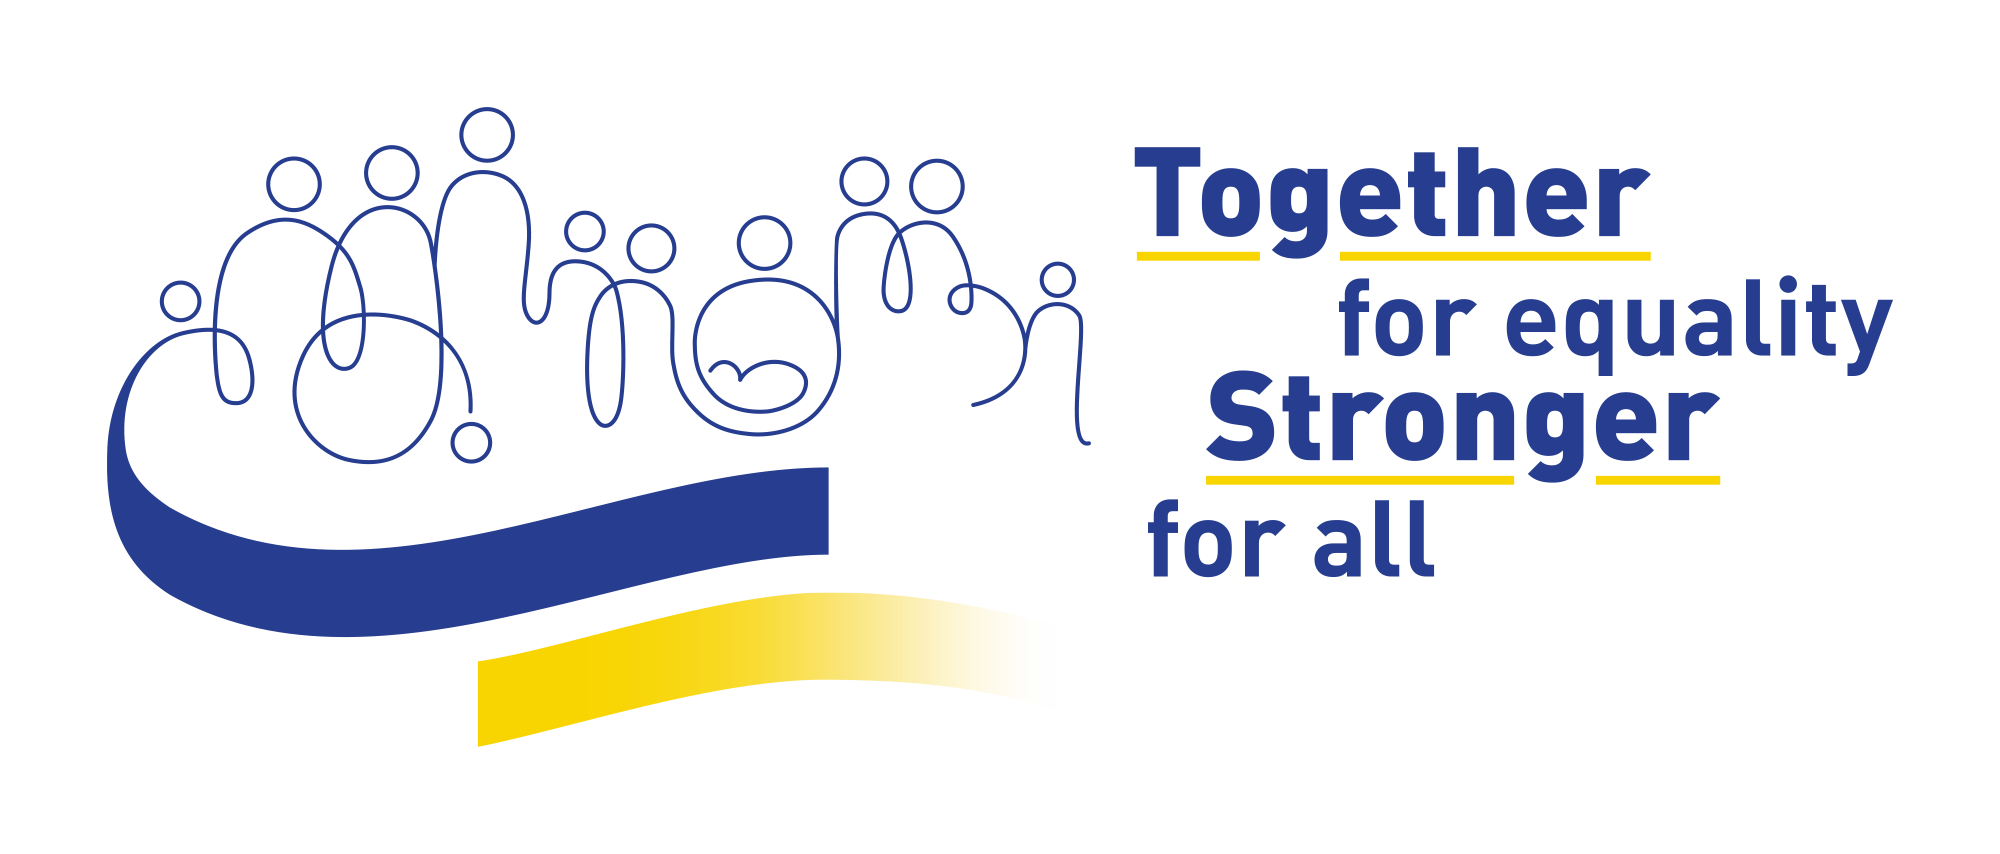 Together
for equality
Stronger
for all